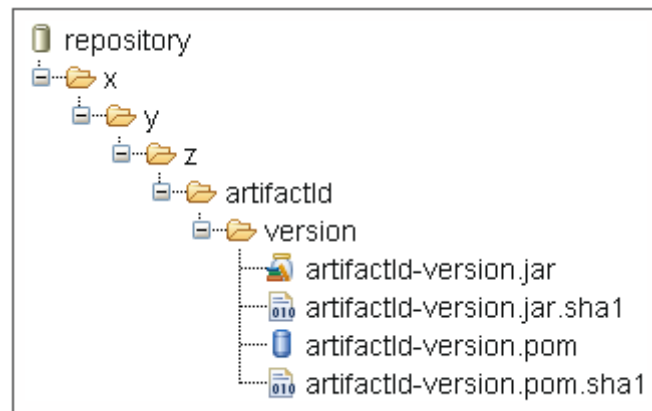 repository
x
y
z
artifactId
version
artifactId-version.jar
artifactId-version.jar.sha1
artifactId-version.pom
artifactId-version.pom.sha1